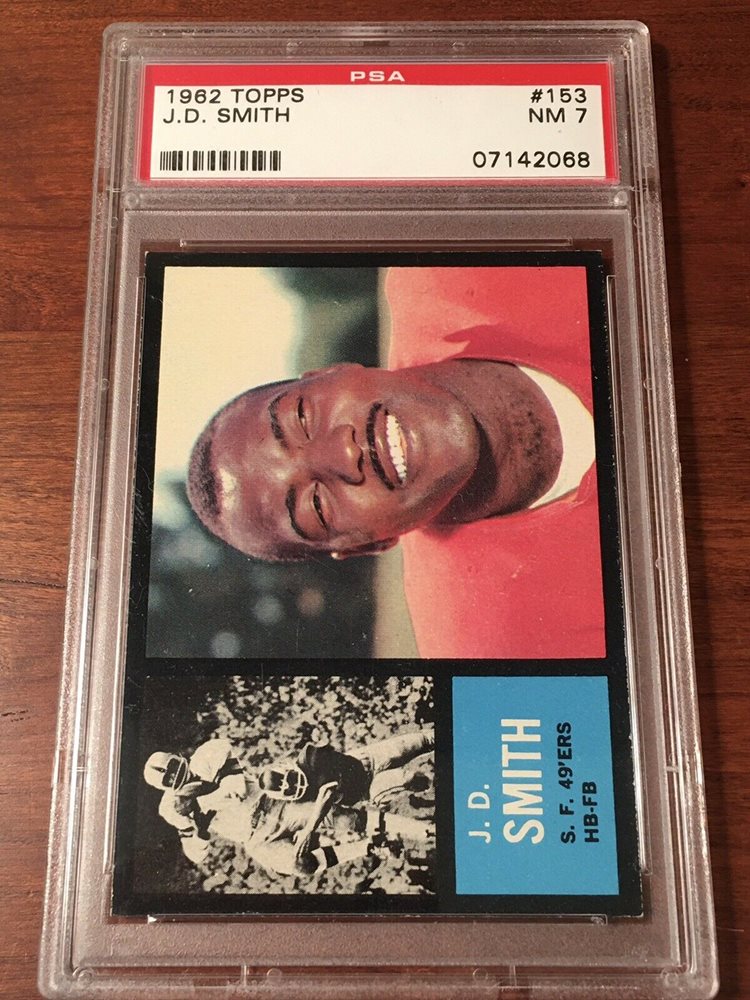 PSA
1962 TOPPS #153
J.D. SMITH NM 7
07142068
J. D.
SMITH
S. F. 49'ERS
HB-FB